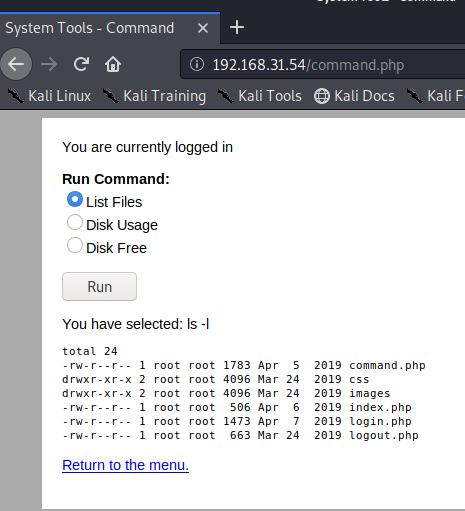 System Tools - Command
192.168.31.54/command.php
Kali Linux Kali Training Kali Tools Kali Docs Kali F
You are currently logged in
Run Command:
List Files
Disk Usage
Disk Free
Run
You have selected: ls -l
total 24
-rw-r--r-- 1 root root 1783 Apr  5  2019 command.php
drwxr-xr-x 2 root root 4096 Mar 24  2019 css
drwxr-xr-x 2 root root 4096 Mar 24  2019 images
-rw-r--r-- 1 root root  506 Apr  6  2019 index.php
-rw-r--r-- 1 root root 1473 Apr  7  2019 login.php
-rw-r--r-- 1 root root  663 Mar 24  2019 logout.php
Return to the menu.